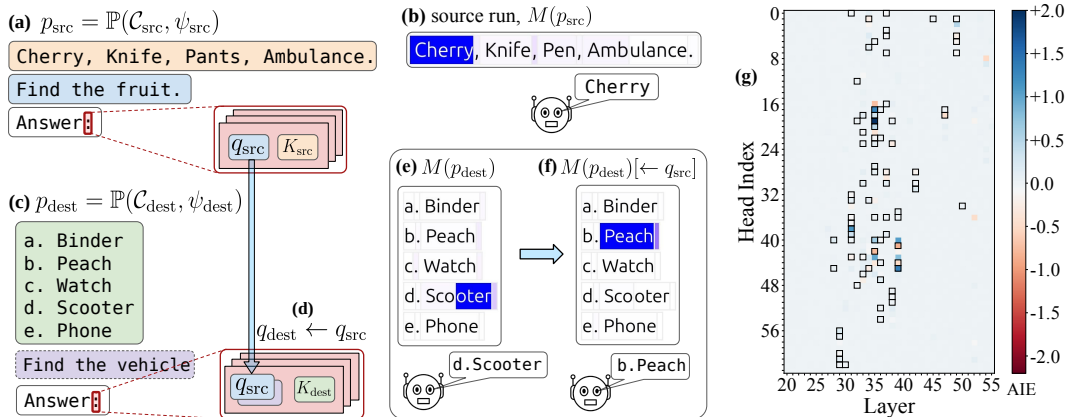 (a) p_src = ℙ(𝒞_src, ψ_src)
Cherry, Knife, Pants, Ambulance.
Find the fruit.
Answer:
q_src K_src
(b) source run, M(p_src)
Cherry, Knife, Pen, Ambulance.
Cherry
(c) p_dest = ℙ(𝒞_dest, ψ_dest)
a. Binder
b. Peach
c. Watch
d. Scooter
e. Phone
Find the vehicle
Answer:
(d)
q_dest ← q_src
q_src K_dest
(e) M(p_dest)
a. Binder
b. Peach
c. Watch
d. Scooter
e. Phone
d.Scooter
(f) M(p_dest)[← q_src]
a. Binder
b. Peach
c. Watch
d. Scooter
e. Phone
b.Peach
(g)
Head Index
0
8
16
24
32
40
48
56
20 25 30 35 40 45 50 55
Layer
+2.0
+1.5
+1.0
+0.5
0.0
-0.5
-1.0
-1.5
-2.0
AIE